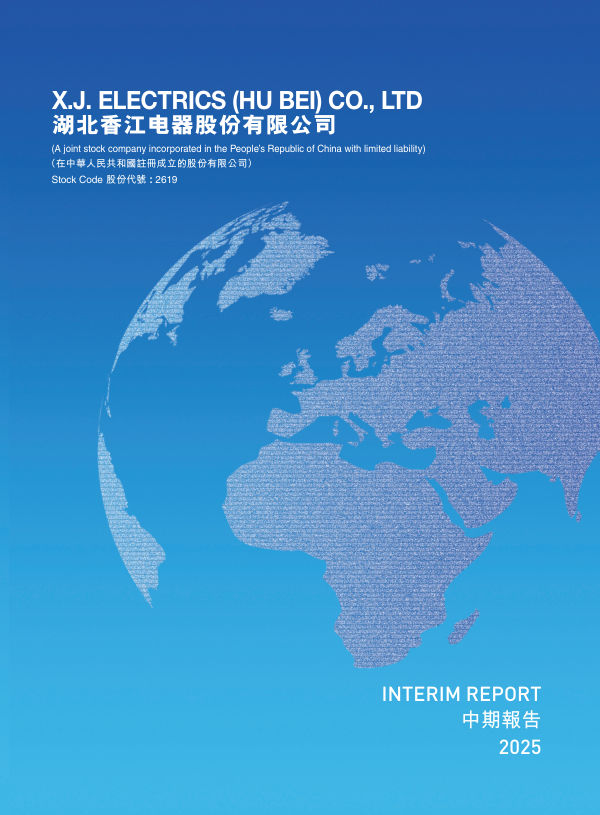 X.J. ELECTRICS (HU BEI) CO., LTD
湖北香江电器股份有限公司
(A joint stock company incorporated in the People's Republic of China with limited liability)
(在中華人民共和國註冊成立的股份有限公司)
Stock Code 股份代號 : 2619
INTERIM REPORT
中期報告
2025